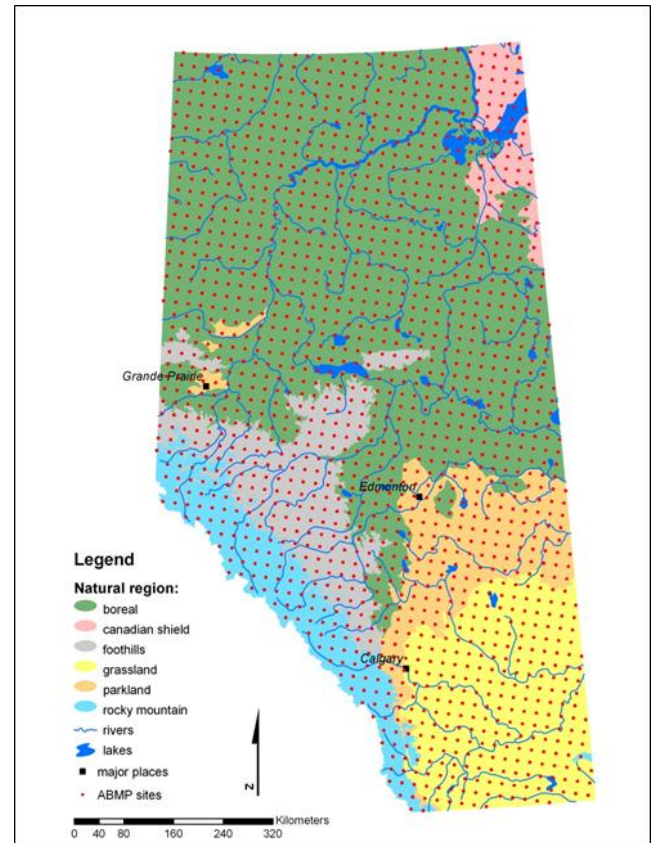 Grande Prairie
Edmonton
Calgary
Legend
Natural region:
boreal
canadian shield
foothills
grassland
parkland
rocky mountain
rivers
lakes
major places
ABMP sites
N
Kilometers
0 40 80 160 240 320